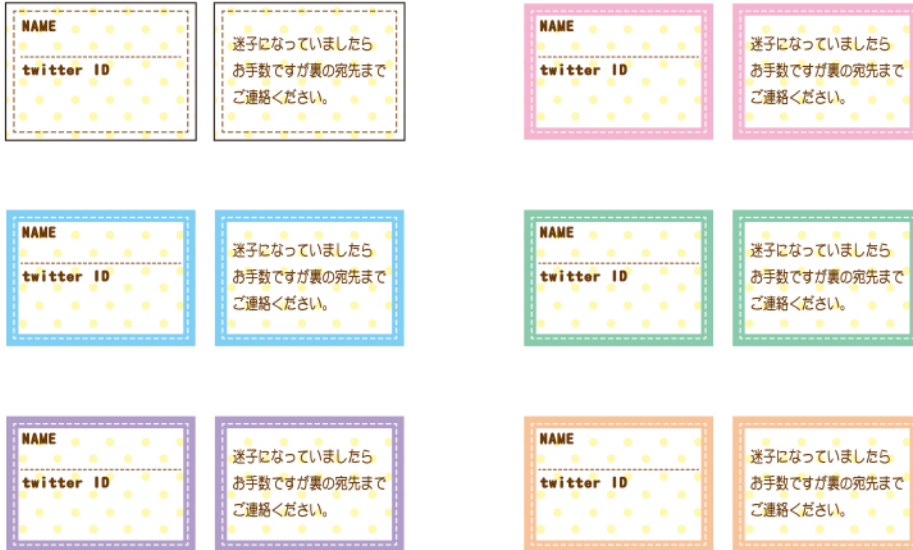 NAME
twitter ID
迷子になっていましたら
お手数ですが裏の宛先まで
ご連絡ください。
NAME
twitter ID
迷子になっていましたら
お手数ですが裏の宛先まで
ご連絡ください。
NAME
twitter ID
迷子になっていましたら
お手数ですが裏の宛先まで
ご連絡ください。
NAME
twitter ID
迷子になっていましたら
お手数ですが裏の宛先まで
ご連絡ください。
NAME
twitter ID
迷子になっていましたら
お手数ですが裏の宛先まで
ご連絡ください。
NAME
twitter ID
迷子になっていましたら
お手数ですが裏の宛先まで
ご連絡ください。